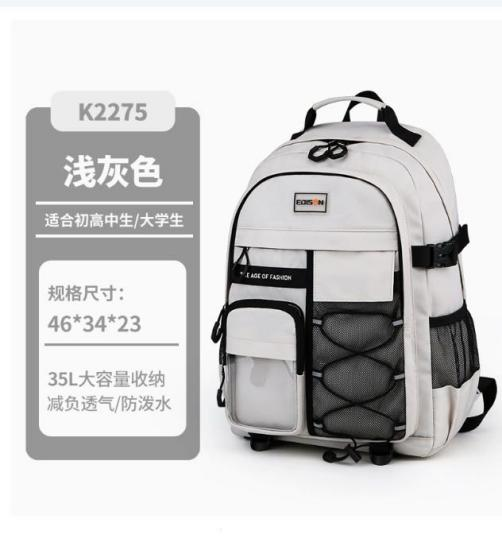 K2275
浅灰色
适合初高中生/大学生
规格尺寸：
46*34*23
35L大容量收纳
减负透气/防泼水
EDISON
THE AGE OF FASHION